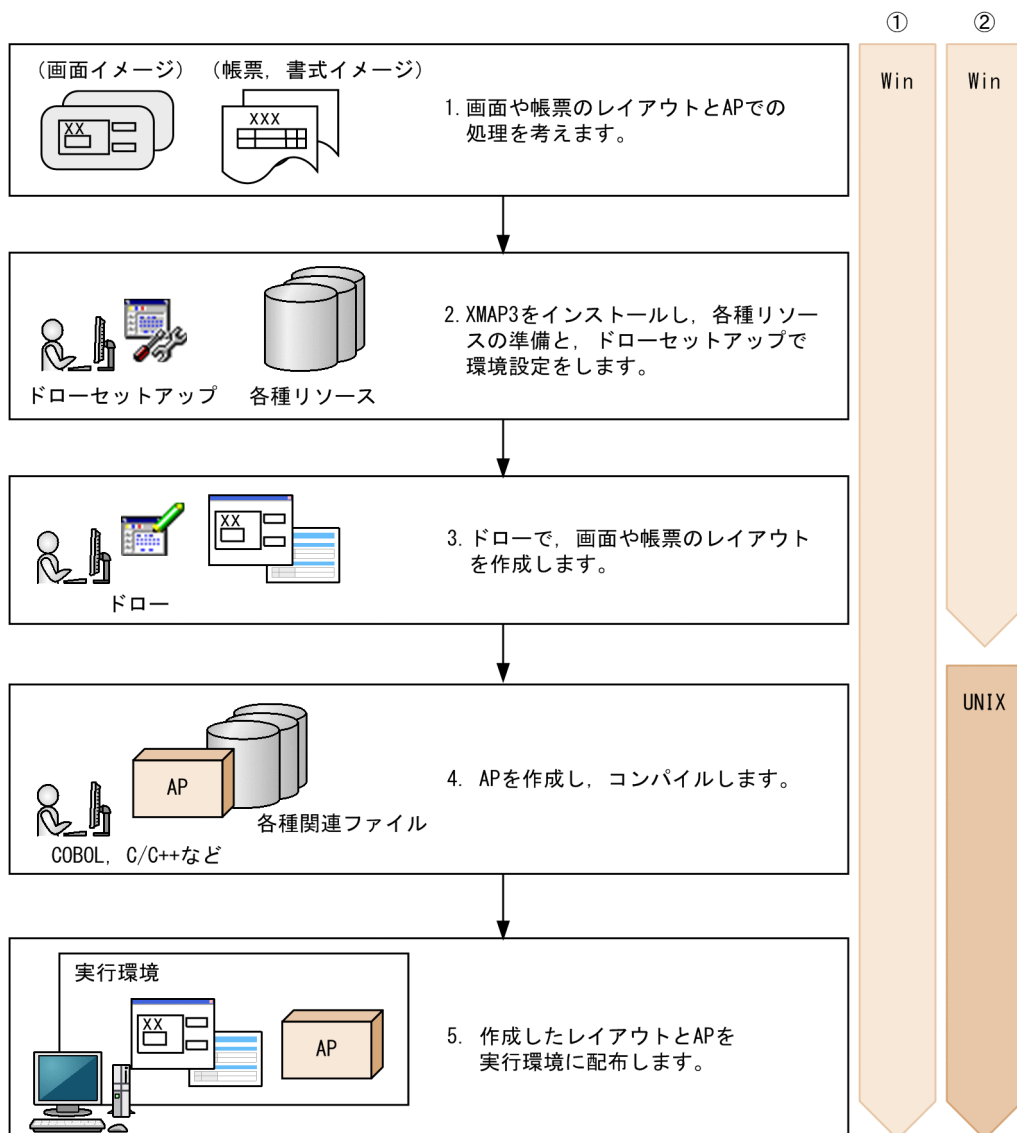 ① ②
Win Win
(画面イメージ) (帳票,書式イメージ)
XX
XXX
1.画面や帳票のレイアウトとAPでの
処理を考えます。
2.XMAP3をインストールし,各種リソー
スの準備と,ドローセットアップで
環境設定をします。
ドローセットアップ 各種リソース
XX
3.ドローで,画面や帳票のレイアウト
を作成します。
ドロー
UNIX
AP
4. APを作成し,コンパイルします。
各種関連ファイル
COBOL, C/C++など
実行環境
XX
AP
5. 作成したレイアウトとAPを
実行環境に配布します。